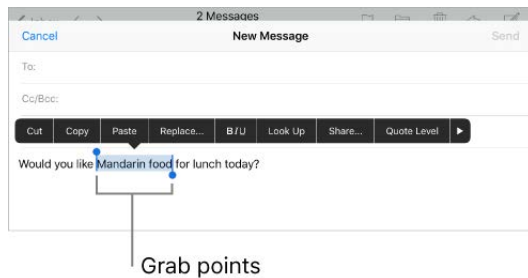 2 Messages
Cancel New Message Send
To:
Cc/Bcc:
Cut Copy Paste Replace... B I U Look Up Share... Quote Level
Would you like Mandarin food for lunch today?
Grab points